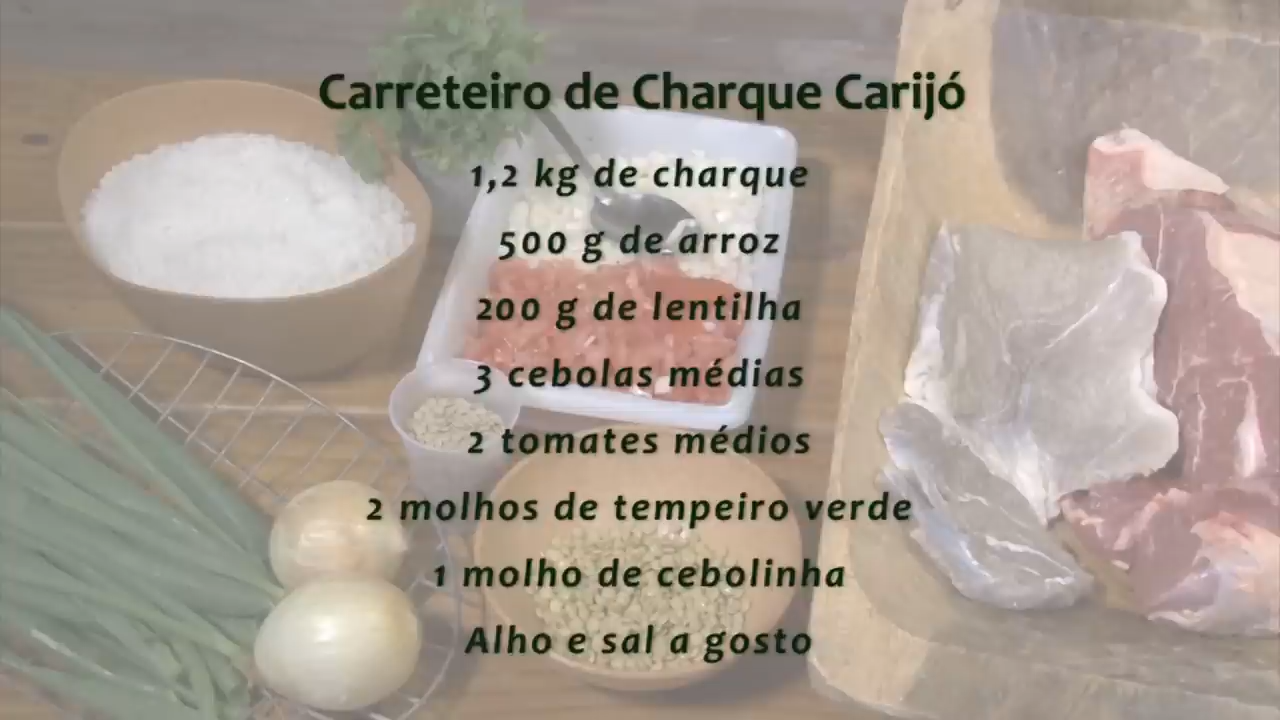 Carreteiro de Charque Carijó
1,2 kg de charque
500 g de arroz
200 g de lentilha
3 cebolas médias
2 tomates médios
2 molhos de tempeiro verde
1 molho de cebolinha
Alho e sal a gosto